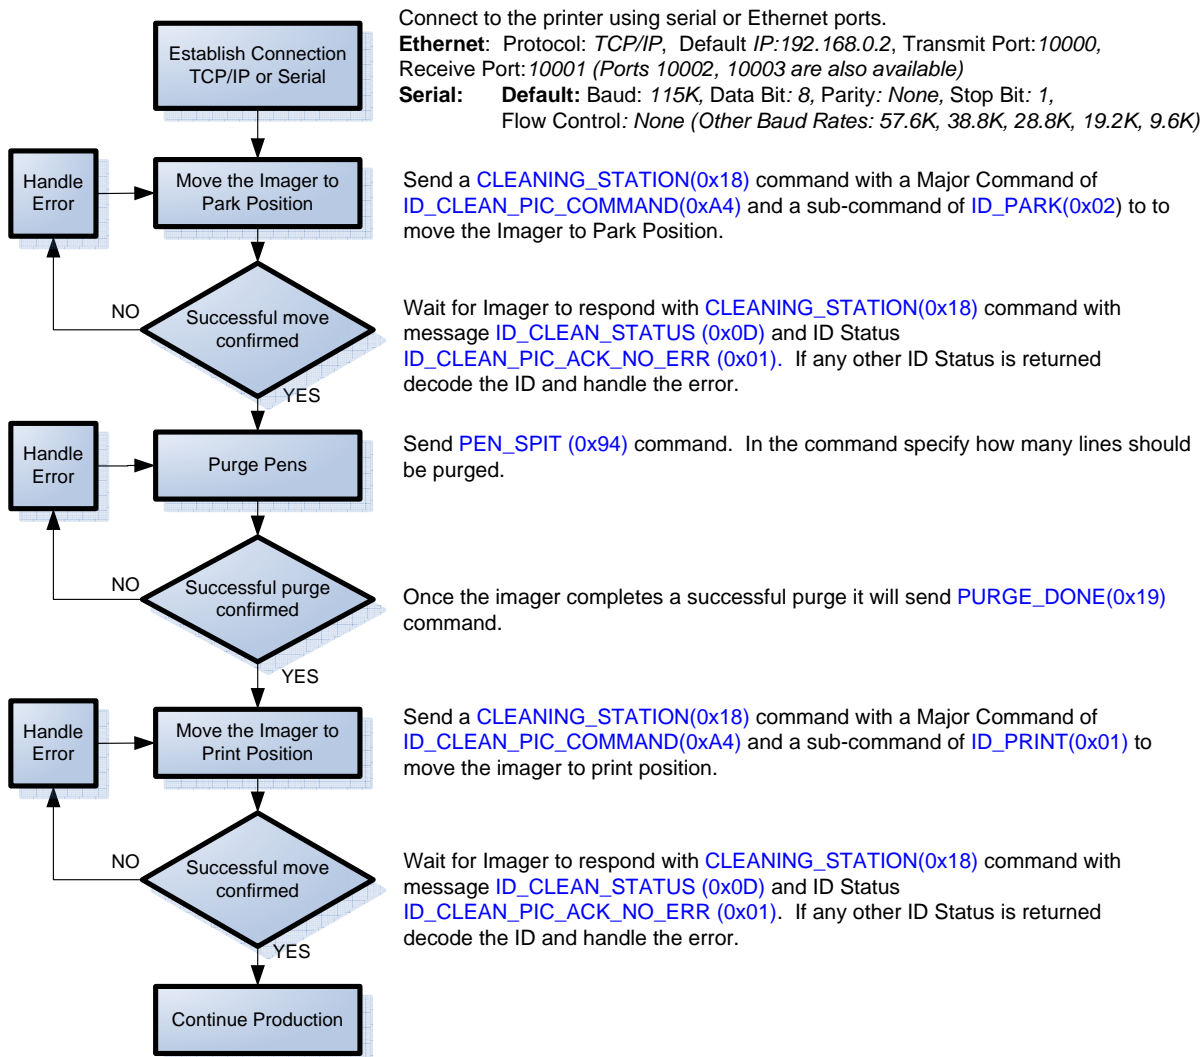 Establish Connection
TCP/IP or Serial
Connect to the printer using serial or Ethernet ports.
Ethernet: Protocol: TCP/IP, Default IP:192.168.0.2, Transmit Port:10000,
Receive Port:10001 (Ports 10002, 10003 are also available)
Serial: Default: Baud: 115K, Data Bit: 8, Parity: None, Stop Bit: 1,
Flow Control: None (Other Baud Rates: 57.6K, 38.8K, 28.8K, 19.2K, 9.6K)
Handle
Error
Move the Imager to
Park Position
Send a CLEANING_STATION(0x18) command with a Major Command of
ID_CLEAN_PIC_COMMAND(0xA4) and a sub-command of ID_PARK(0x02) to to
move the Imager to Park Position.
NO
Successful move
confirmed
YES
Wait for Imager to respond with CLEANING_STATION(0x18) command with
message ID_CLEAN_STATUS (0x0D) and ID Status
ID_CLEAN_PIC_ACK_NO_ERR (0x01). If any other ID Status is returned
decode the ID and handle the error.
Handle
Error
Purge Pens
Send PEN_SPIT (0x94) command. In the command specify how many lines should
be purged.
NO
Successful purge
confirmed
YES
Once the imager completes a successful purge it will send PURGE_DONE(0x19)
command.
Handle
Error
Move the Imager to
Print Position
Send a CLEANING_STATION(0x18) command with a Major Command of
ID_CLEAN_PIC_COMMAND(0xA4) and a sub-command of ID_PRINT(0x01) to
move the imager to print position.
NO
Successful move
confirmed
YES
Wait for Imager to respond with CLEANING_STATION(0x18) command with
message ID_CLEAN_STATUS (0x0D) and ID Status
ID_CLEAN_PIC_ACK_NO_ERR (0x01). If any other ID Status is returned
decode the ID and handle the error.
Continue Production